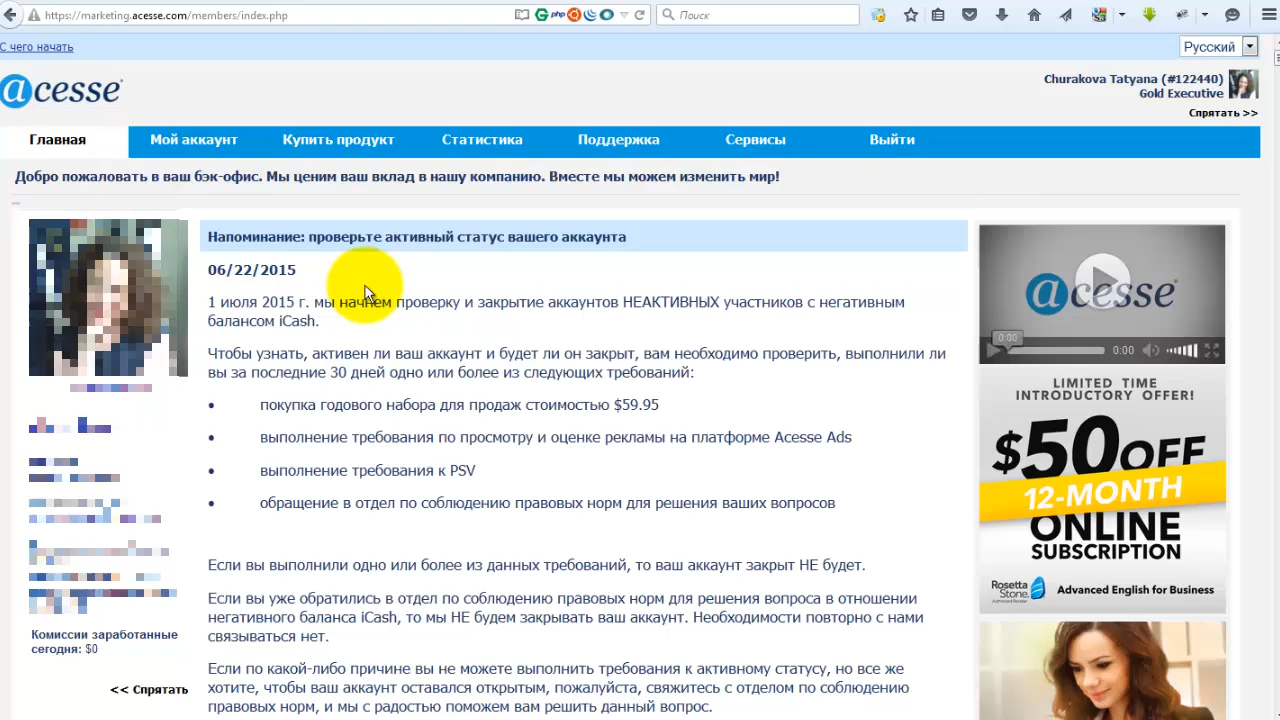 https://marketing.acesse.com/members/index.php
php
Поиск
С чего начать
Русский
acesse
Churakova Tatyana (#122440)
Gold Executive
Спрятать >>
Главная
Мой аккаунт
Купить продукт
Статистика
Поддержка
Сервисы
Выйти
Добро пожаловать в ваш бэк-офис. Мы ценим ваш вклад в нашу компанию. Вместе мы можем изменить мир!
Напоминание: проверьте активный статус вашего аккаунта
06/22/2015
1 июля 2015 г. мы начнем проверку и закрытие аккаунтов НЕАКТИВНЫХ участников с негативным
балансом iCash.
Чтобы узнать, активен ли ваш аккаунт и будет ли он закрыт, вам необходимо проверить, выполнили ли
вы за последние 30 дней одно или более из следующих требований:
• покупка годового набора для продаж стоимостью $59.95
• выполнение требования по просмотру и оценке рекламы на платформе Acesse Ads
• выполнение требования к PSV
• обращение в отдел по соблюдению правовых норм для решения ваших вопросов
Если вы выполнили одно или более из данных требований, то ваш аккаунт закрыт НЕ будет.
Если вы уже обратились в отдел по соблюдению правовых норм для решения вопроса в отношении
негативного баланса iCash, то мы НЕ будем закрывать ваш аккаунт. Необходимости повторно с нами
связываться нет.
Если по какой-либо причине вы не можете выполнить требования к активному статусу, но все же
хотите, чтобы ваш аккаунт оставался открытым, пожалуйста, свяжитесь с отделом по соблюдению
правовых норм, и мы с радостью поможем вам решить данный вопрос.
Комиссии заработанные
сегодня: $0
<< Спрятать
acesse
0:00
0:00
LIMITED TIME
INTRODUCTORY OFFER!
$50 OFF
12-MONTH
ONLINE
SUBSCRIPTION
Rosetta
Stone
Advanced English for Business